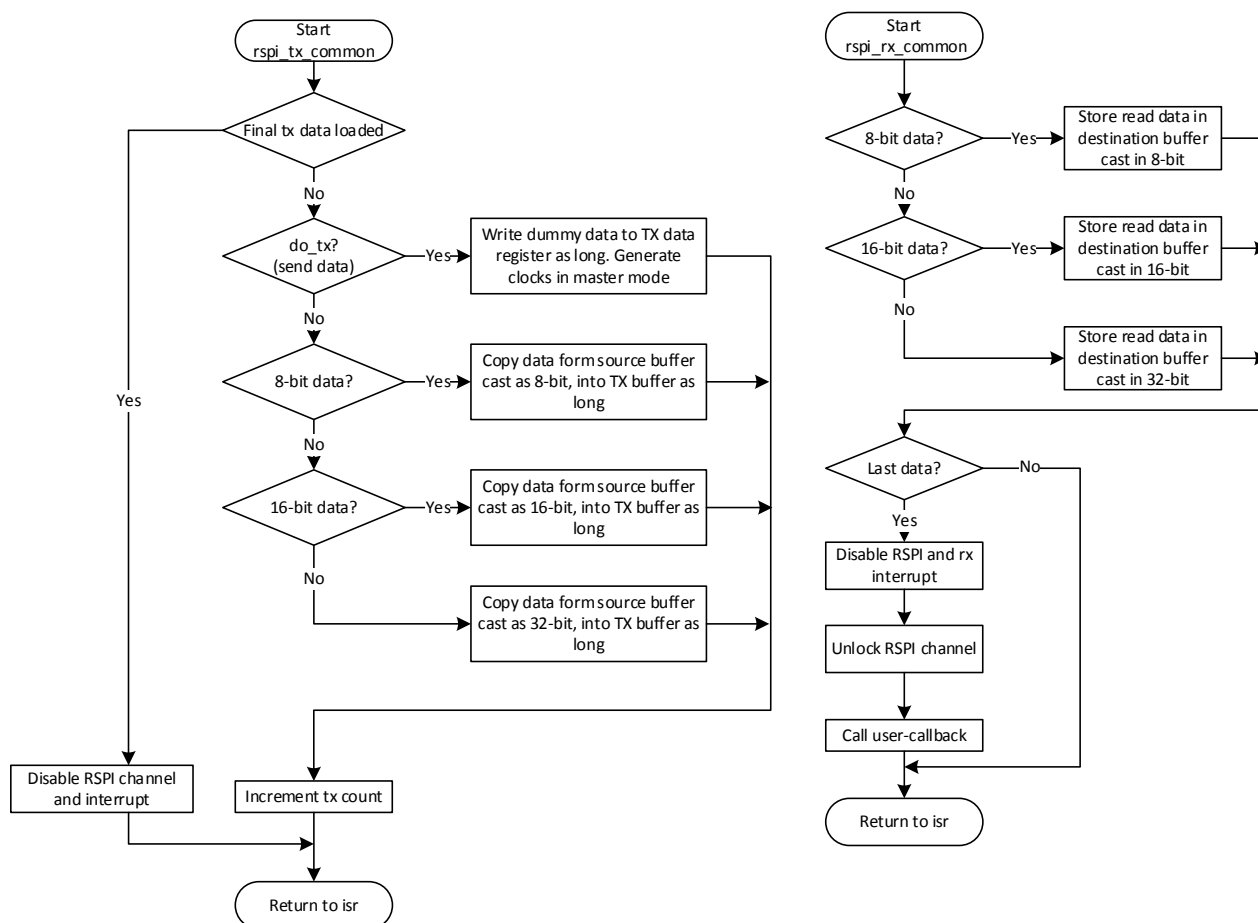 Start
rspi_tx_common
Final tx data loaded
No
do_tx?
(send data)
Yes
Write dummy data to TX data
register as long. Generate
clocks in master mode
No
8-bit data?
Yes
Copy data form source buffer
cast as 8-bit, into TX buffer as
long
Yes
No
16-bit data?
Yes
Copy data form source buffer
cast as 16-bit, into TX buffer as
long
No
Copy data form source buffer
cast as 32-bit, into TX buffer as
long
Disable RSPI channel
and interrupt
Increment tx count
Return to isr
Start
rspi_rx_common
8-bit data?
Yes
Store read data in
destination buffer
cast in 8-bit
No
16-bit data?
Yes
Store read data in
destination buffer
cast in 16-bit
No
Store read data in
destination buffer
cast in 32-bit
Last data?
No
Yes
Disable RSPI and rx
interrupt
Unlock RSPI channel
Call user-callback
Return to isr